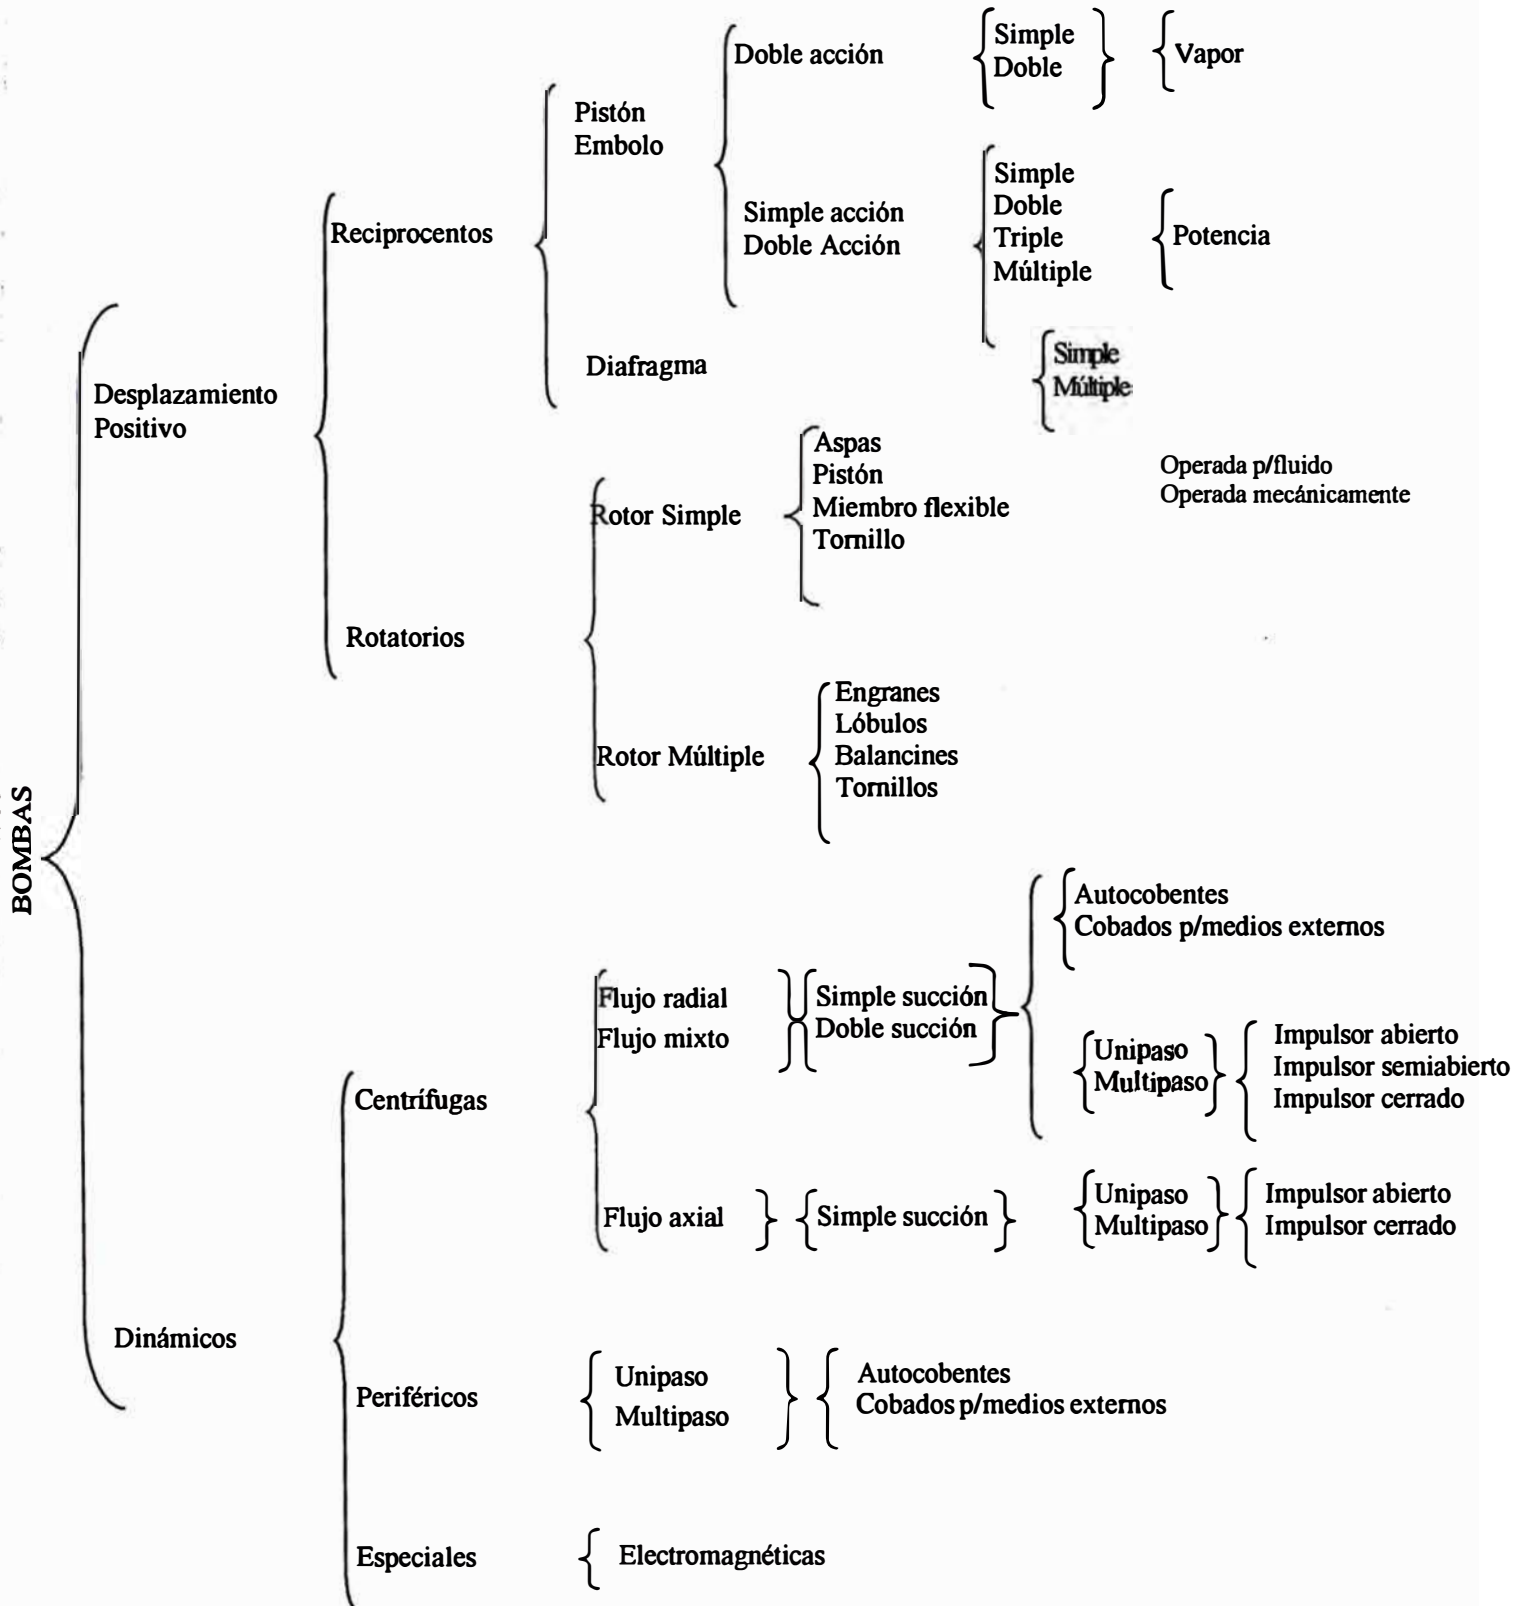 BOMBAS
Desplazamiento
Positivo
Reciprocentos
Pistón
Embolo
Doble acción
Simple
Doble
Vapor
Simple acción
Doble Acción
Simple
Doble
Triple
Múltiple
Potencia
Diafragma
Simple
Múltiple
Operada p/fluido
Operada mecánicamente
Rotatorios
Rotor Simple
Aspas
Pistón
Miembro flexible
Tornillo
Rotor Múltiple
Engranes
Lóbulos
Balancines
Tornillos
Dinámicos
Centrífugas
Flujo radial
Flujo mixto
Simple succión
Doble succión
Autocobentes
Cobados p/medios externos
Unipaso
Multipaso
Impulsor abierto
Impulsor semiabierto
Impulsor cerrado
Flujo axial
Simple succión
Unipaso
Multipaso
Impulsor abierto
Impulsor cerrado
Periféricos
Unipaso
Multipaso
Autocobentes
Cobados p/medios externos
Especiales
Electromagnéticas